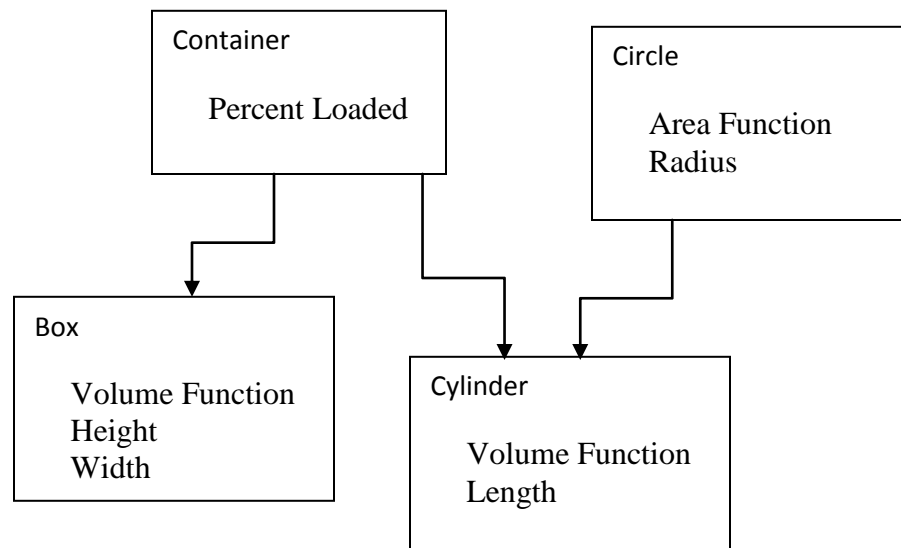 Container
Percent Loaded
Circle
Area Function
Radius
Box
Volume Function
Height
Width
Cylinder
Volume Function
Length